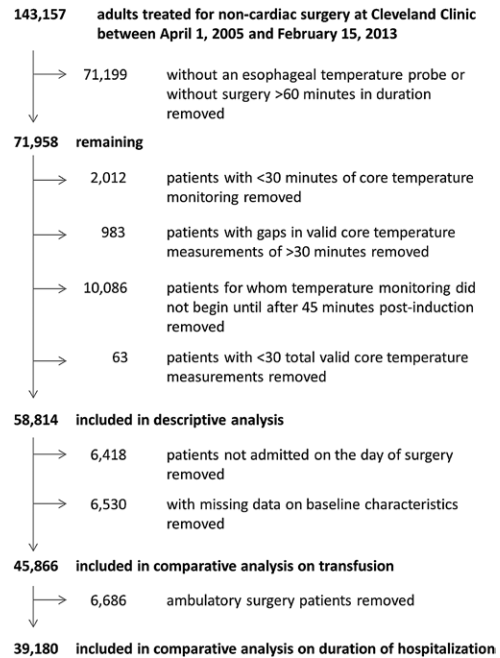 143,157 adults treated for non-cardiac surgery at Cleveland Clinic
between April 1, 2005 and February 15, 2013
71,199 without an esophageal temperature probe or
without surgery >60 minutes in duration
removed
71,958 remaining
2,012 patients with <30 minutes of core temperature
monitoring removed
983 patients with gaps in valid core temperature
measurements of >30 minutes removed
10,086 patients for whom temperature monitoring did
not begin until after 45 minutes post-induction
removed
63 patients with <30 total valid core temperature
measurements removed
58,814 included in descriptive analysis
6,418 patients not admitted on the day of surgery
removed
6,530 with missing data on baseline characteristics
removed
45,866 included in comparative analysis on transfusion
6,686 ambulatory surgery patients removed
39,180 included in comparative analysis on duration of hospitalization